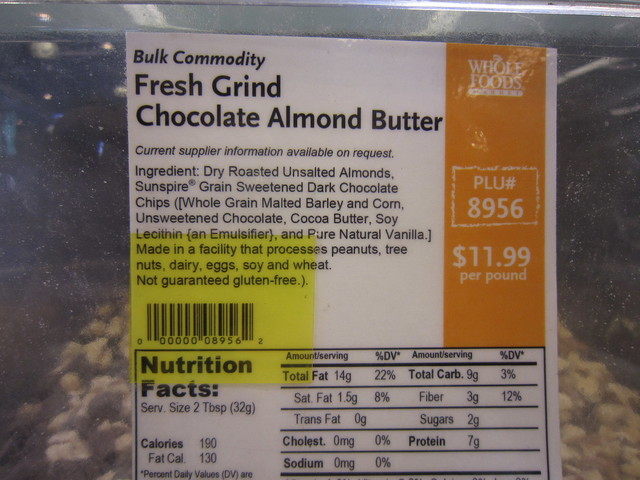 Bulk Commodity
Fresh Grind
Chocolate Almond Butter
Current supplier information available on request.
Ingredient: Dry Roasted Unsalted Almonds,
Sunspire® Grain Sweetened Dark Chocolate
Chips ([Whole Grain Malted Barley and Corn,
Unsweetened Chocolate, Cocoa Butter, Soy
Lecithin {an Emulsifier}, and Pure Natural Vanilla.]
Made in a facility that processes peanuts, tree
nuts, dairy, eggs, soy and wheat.
Not guaranteed gluten-free.).
0 00000 08956 2
WHOLE
FOODS
MARKET
PLU#
8956
$11.99
per pound
Nutrition
Facts:
Serv. Size 2 Tbsp (32g)
Calories 190
Fat Cal. 130
*Percent Daily Values (DV) are
Amount/serving %DV* Amount/serving %DV*
Total Fat 14g 22% Total Carb. 9g 3%
Sat. Fat 1.5g 8% Fiber 3g 12%
Trans Fat 0g Sugars 2g
Cholest. 0mg 0% Protein 7g
Sodium 0mg 0%